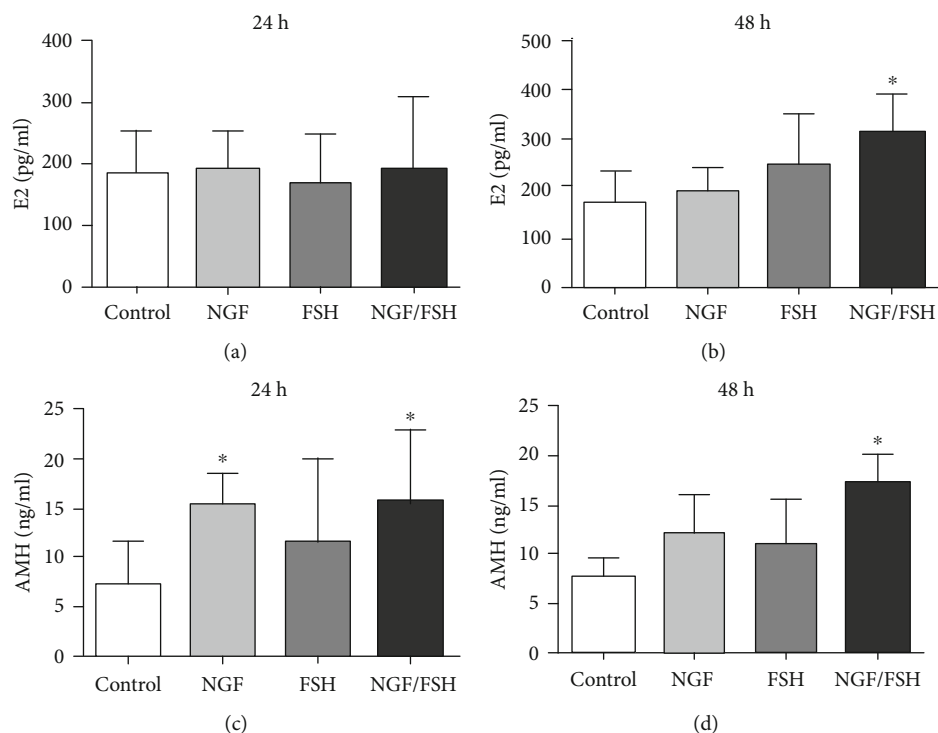 24 h
400
300
200
100
0
E2 (pg/ml)
Control NGF FSH NGF/FSH
(a)
48 h
500
400
300
200
100
0
E2 (pg/ml)
*
Control NGF FSH NGF/FSH
(b)
24 h
25
20
15
10
5
0
AMH (ng/ml)
* *
Control NGF FSH NGF/FSH
(c)
48 h
25
20
15
10
5
0
AMH (ng/ml)
*
Control NGF FSH NGF/FSH
(d)